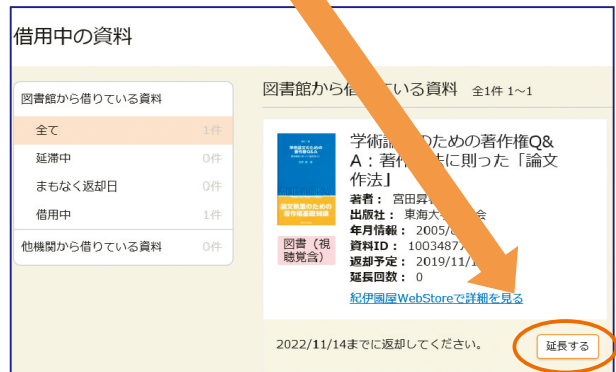 借用中の資料
図書館から借りている資料
全て 1件
延滞中 0件
まもなく返却日 0件
借用中 1件
他機関から借りている資料 0件
図書館から いる資料 全1件 1~1
学術論 のための著作権Q&
A:著作 法に則った「論文
作法」
著者: 宮田昇
出版社: 東海大 会
年月情報: 2005/
資料ID: 10034877
返却予定: 2019/11/1
延長回数: 0
図書(視
聴覚含)
紀伊國屋WebStoreで詳細を見る
2022/11/14までに返却してください。
延長する